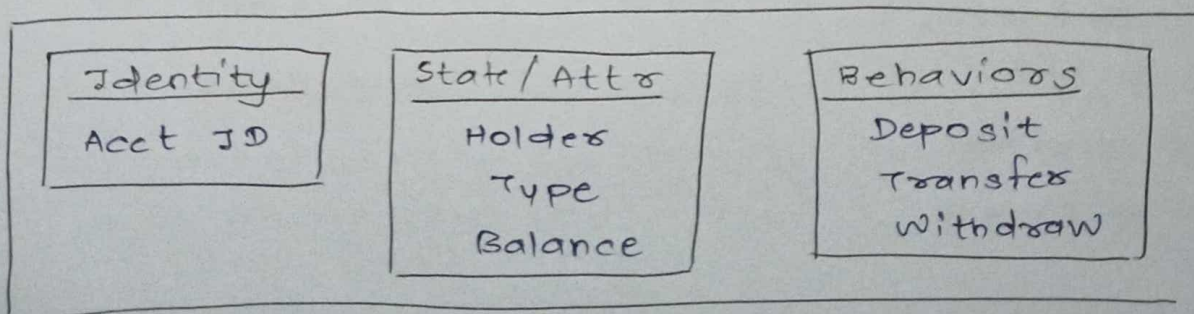 Identity
Acct ID
State / Attr
Holder
Type
Balance
Behaviors
Deposit
Transfer
Withdraw